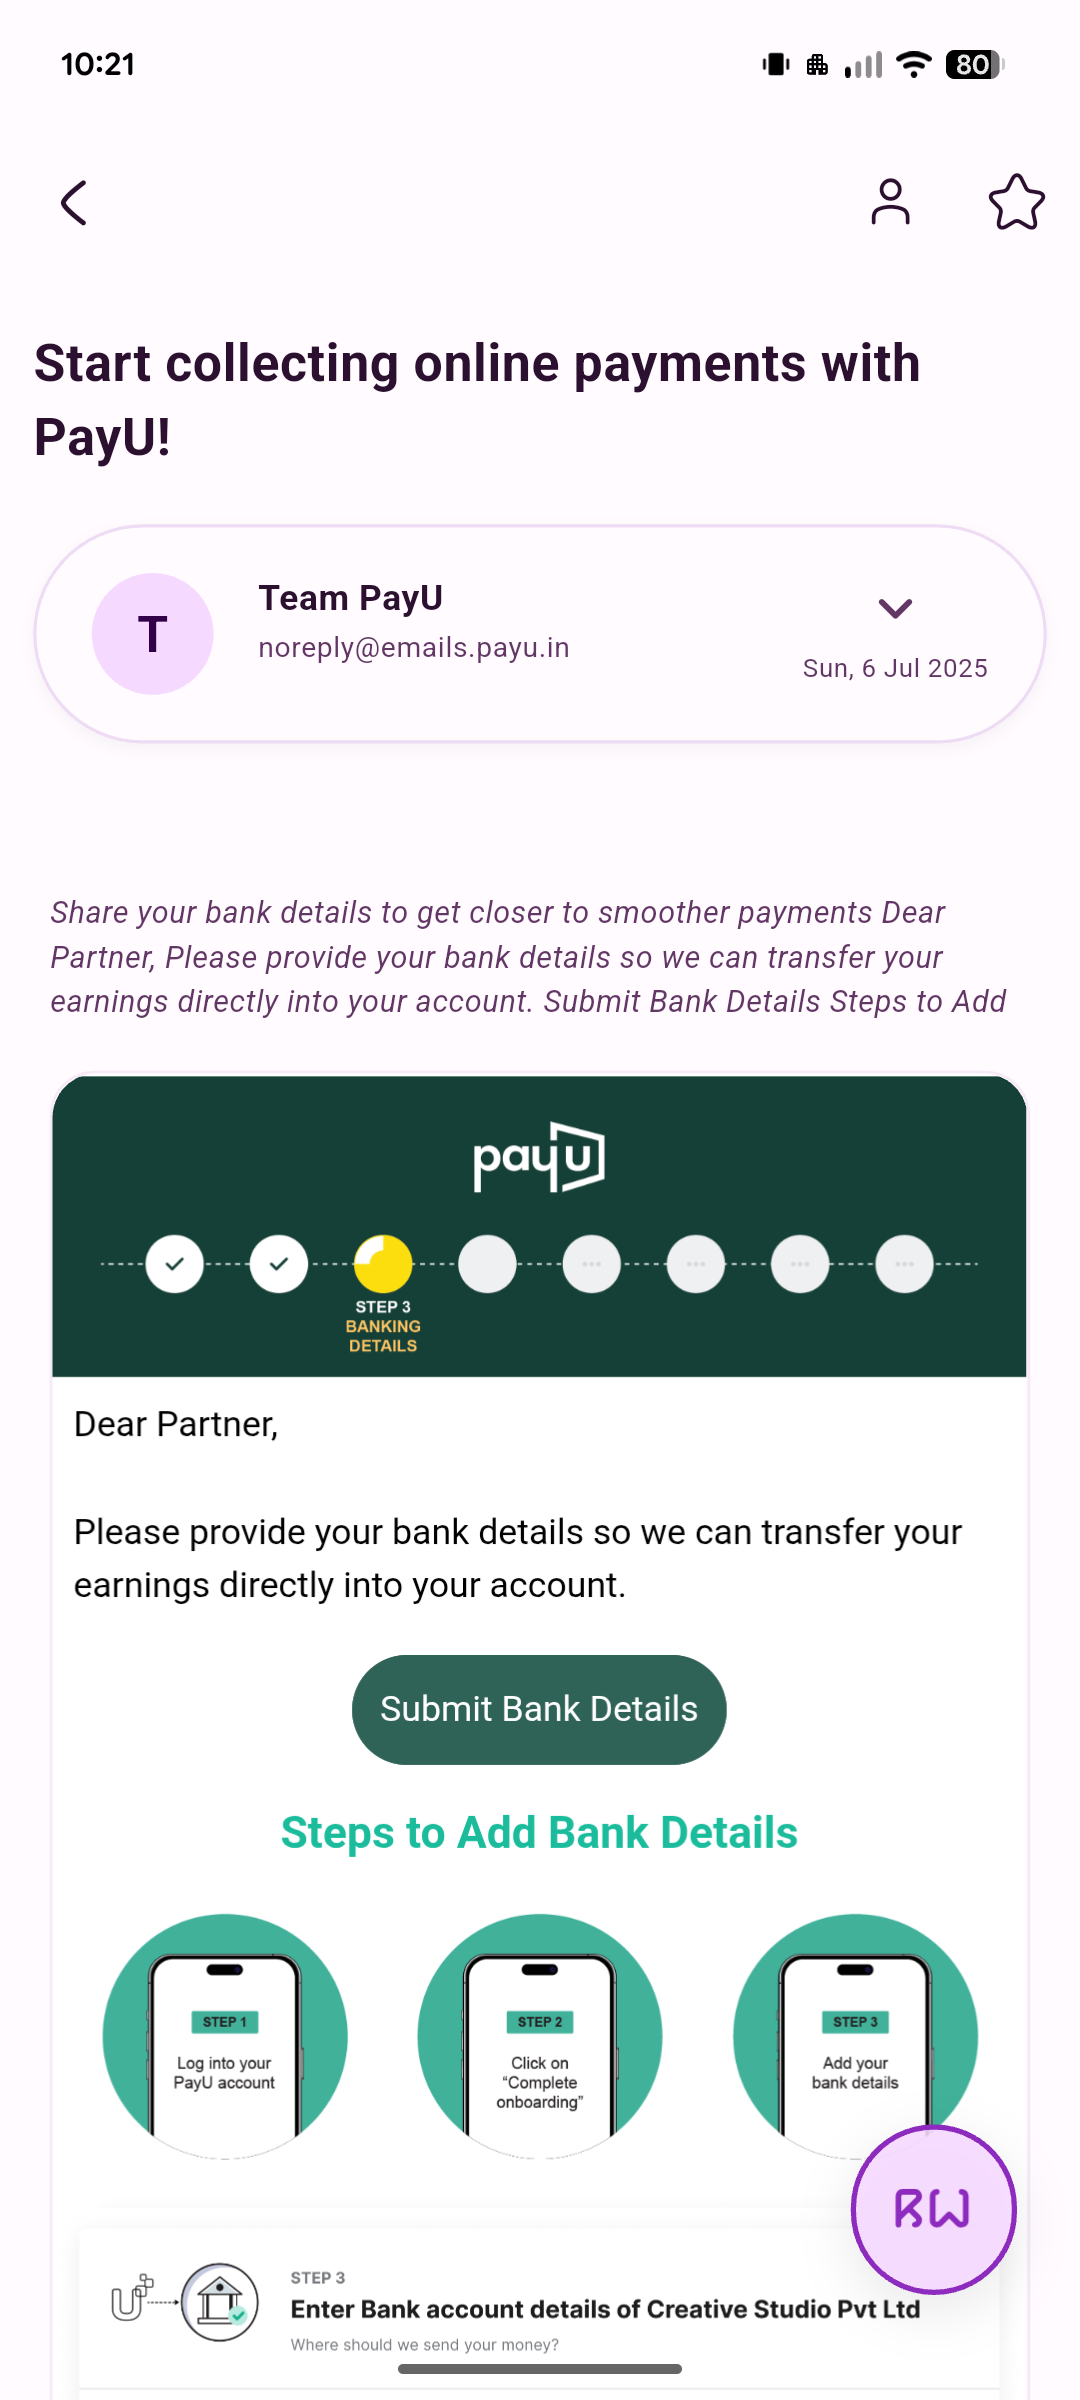 10:21
80
Start collecting online payments with
PayU!
T
Team PayU
noreply@emails.payu.in
Sun, 6 Jul 2025
Share your bank details to get closer to smoother payments Dear
Partner, Please provide your bank details so we can transfer your
earnings directly into your account. Submit Bank Details Steps to Add
payu
STEP 3
BANKING
DETAILS
Dear Partner,
Please provide your bank details so we can transfer your
earnings directly into your account.
Submit Bank Details
Steps to Add Bank Details
STEP 1
Log into your
PayU account
STEP 2
Click on
“Complete
onboarding”
STEP 3
Add your
bank details
RW
U
STEP 3
Enter Bank account details of Creative Studio Pvt Ltd
Where should we send your money?